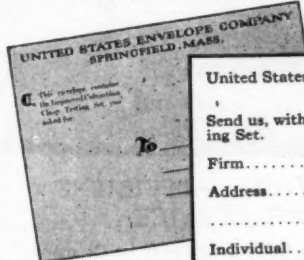 UNITED STATES ENVELOPE COMPANY
SPRINGFIELD, MASS.
This envelope contains
the Improved Columbian
Clasp Testing Set, you
asked for
To
United States
Send us, with
ing Set.
Firm.......
Address.....
Individual..